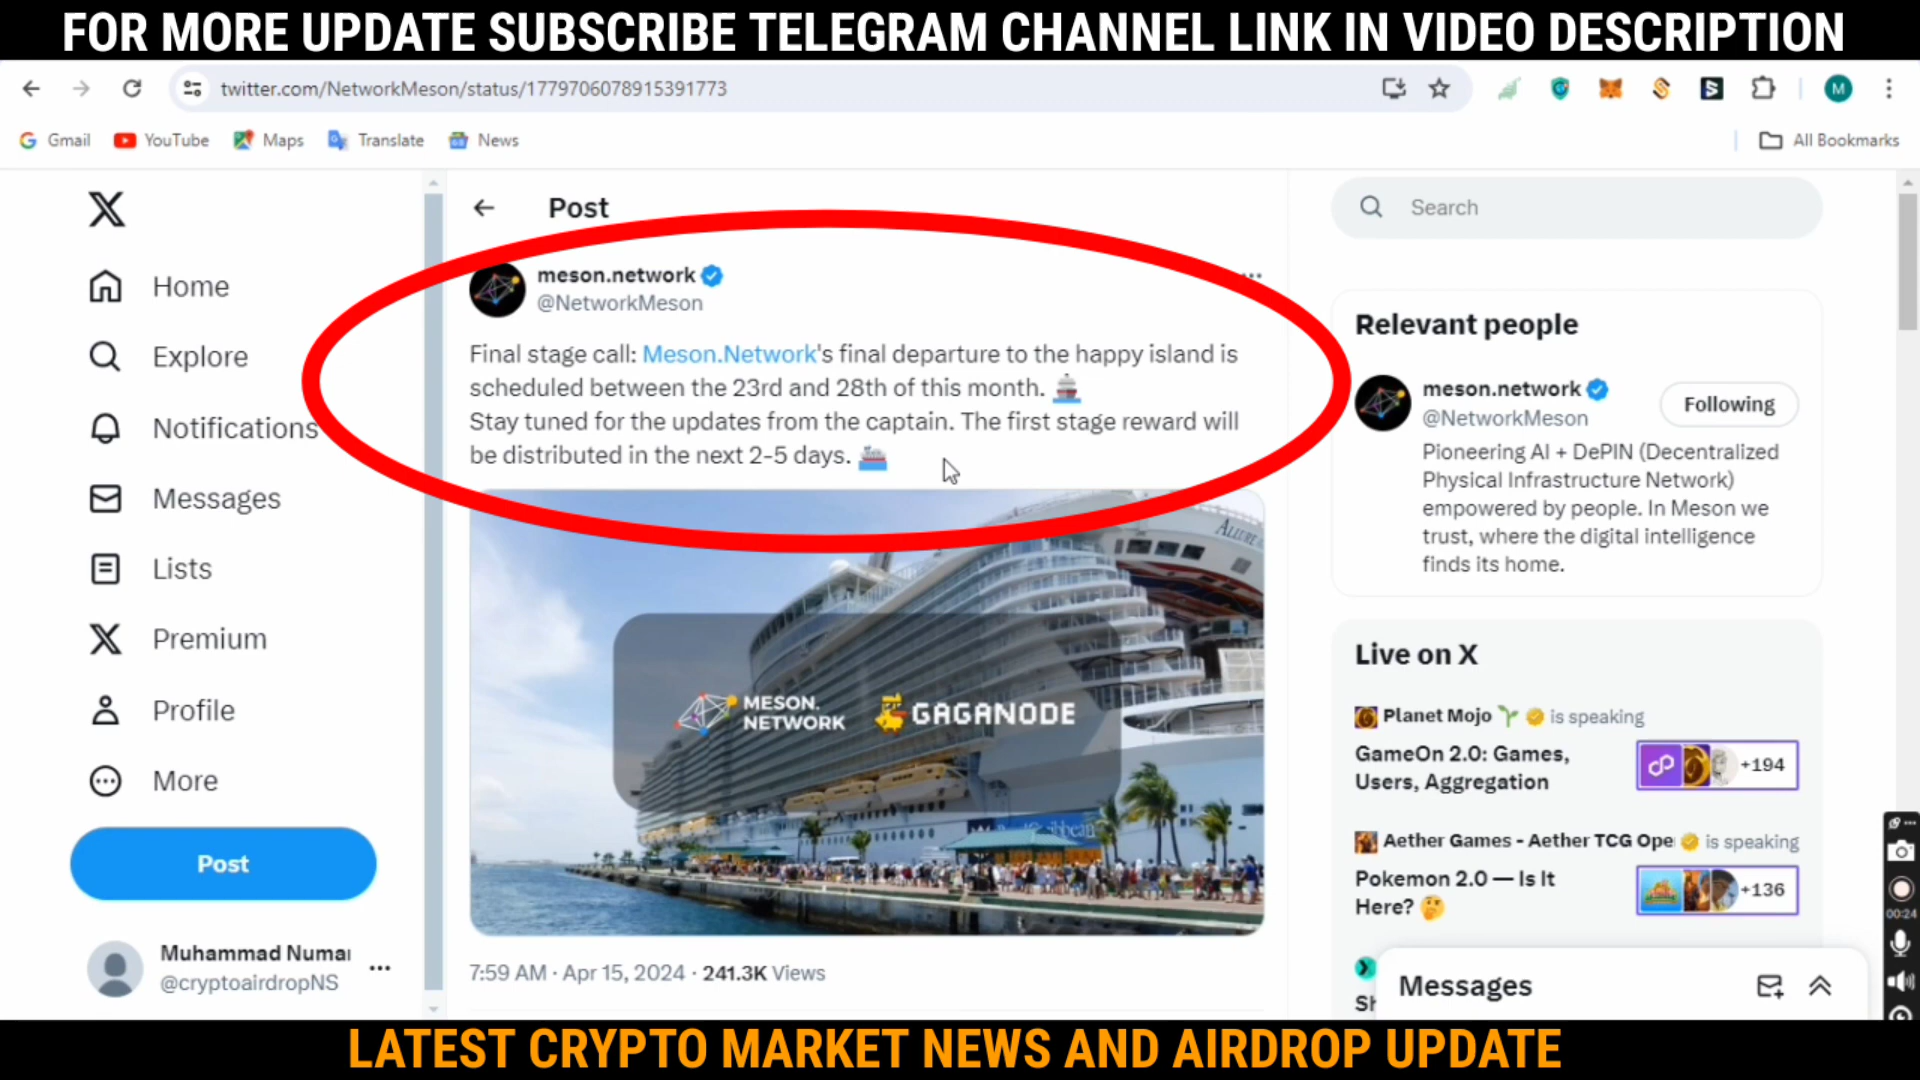 FOR MORE UPDATE SUBSCRIBE TELEGRAM CHANNEL LINK IN VIDEO DESCRIPTION
twitter.com/NetworkMeson/status/1779706078915391773
M
Gmail
YouTube
Maps
Translate
News
All Bookmarks
Home
Explore
Notifications
Messages
Lists
Premium
Profile
More
Post
Muhammad Numa
@cryptoairdropNS
Post
meson.network
@NetworkMeson
Final stage call: Meson.Network's final departure to the happy island is
scheduled between the 23rd and 28th of this month.
Stay tuned for the updates from the captain. The first stage reward will
be distributed in the next 2-5 days.
ALLURE
MESON.
NETWORK
GAGANODE
7:59 AM · Apr 15, 2024 · 241.3K Views
Search
Relevant people
meson.network
@NetworkMeson
Following
Pioneering AI + DePIN (Decentralized
Physical Infrastructure Network)
empowered by people. In Meson we
trust, where the digital intelligence
finds its home.
Live on X
Planet Mojo is speaking
GameOn 2.0: Games,
Users, Aggregation
+194
Aether Games - Aether TCG Ope is speaking
Pokemon 2.0 — Is It
Here?
+136
Sh
Messages
00:24
LATEST CRYPTO MARKET NEWS AND AIRDROP UPDATE